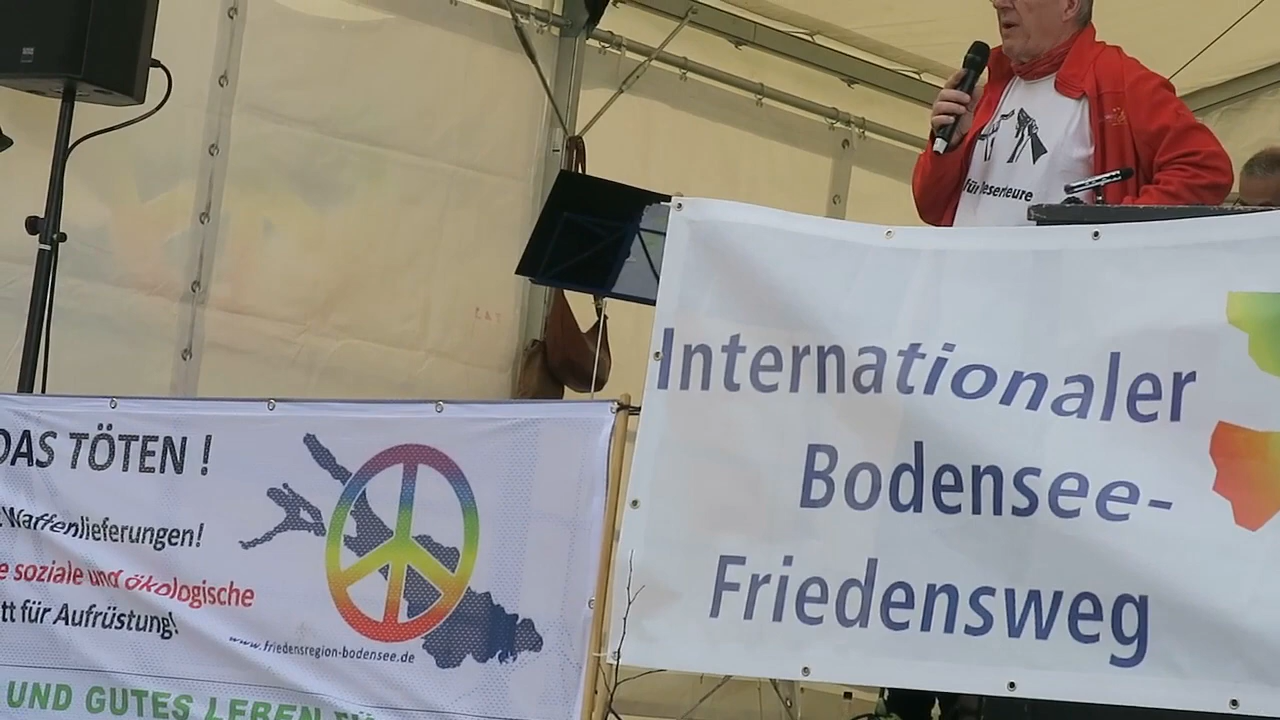 für Deserteure
Internationaler
Bodensee-
Friedensweg
DAS TÖTEN !
Waffenlieferungen!
soziale und ökologische
tt für Aufrüstung!
www.friedensregion-bodensee.de
UND GUTES LEBEN FÜ